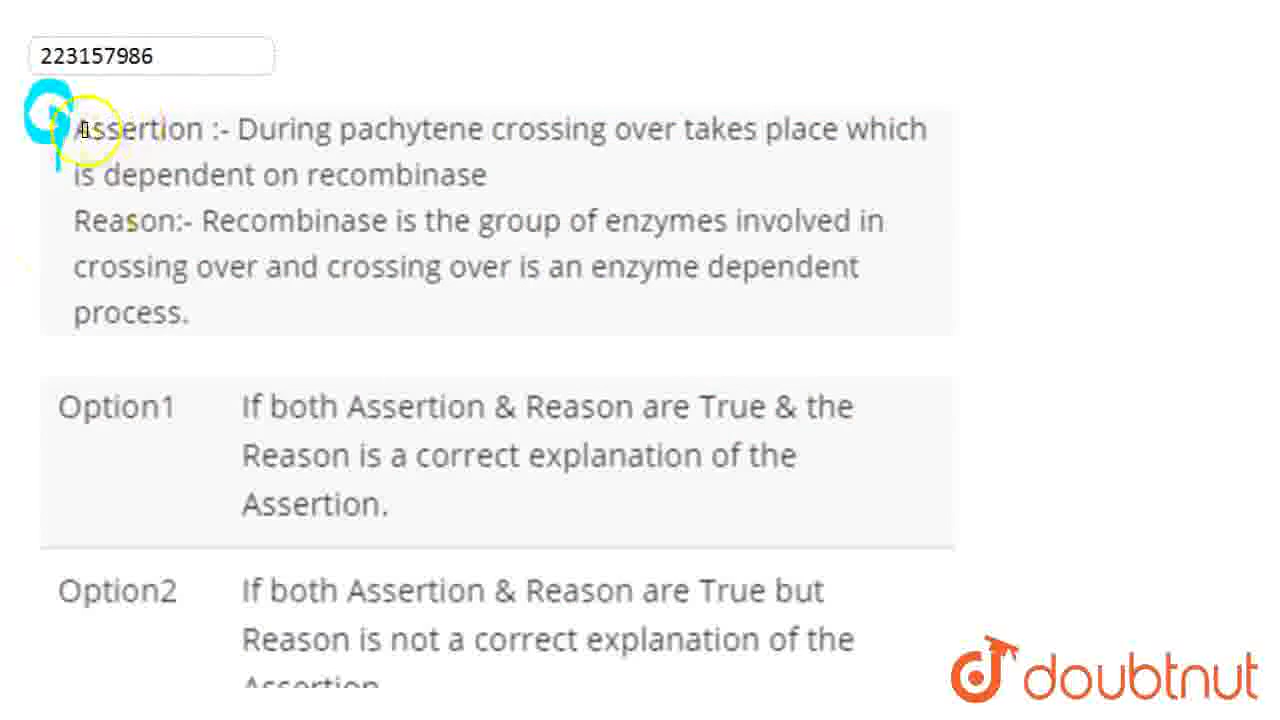 223157986
Assertion :- During pachytene crossing over takes place which
is dependent on recombinase
Reason:- Recombinase is the group of enzymes involved in
crossing over and crossing over is an enzyme dependent
process.
Option1 If both Assertion & Reason are True & the
Reason is a correct explanation of the
Assertion.
Option2 If both Assertion & Reason are True but
Reason is not a correct explanation of the
Assertion
doubtnut